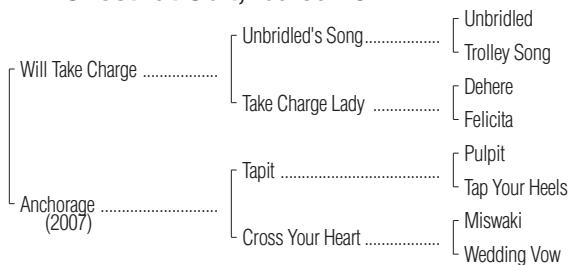 Unbridled
Unbridled's Song
Trolley Song
Will Take Charge
Dehere
Take Charge Lady
Felicita
Pulpit
Tapit
Tap Your Heels
Anchorage
(2007)
Miswaki
Cross Your Heart
Wedding Vow